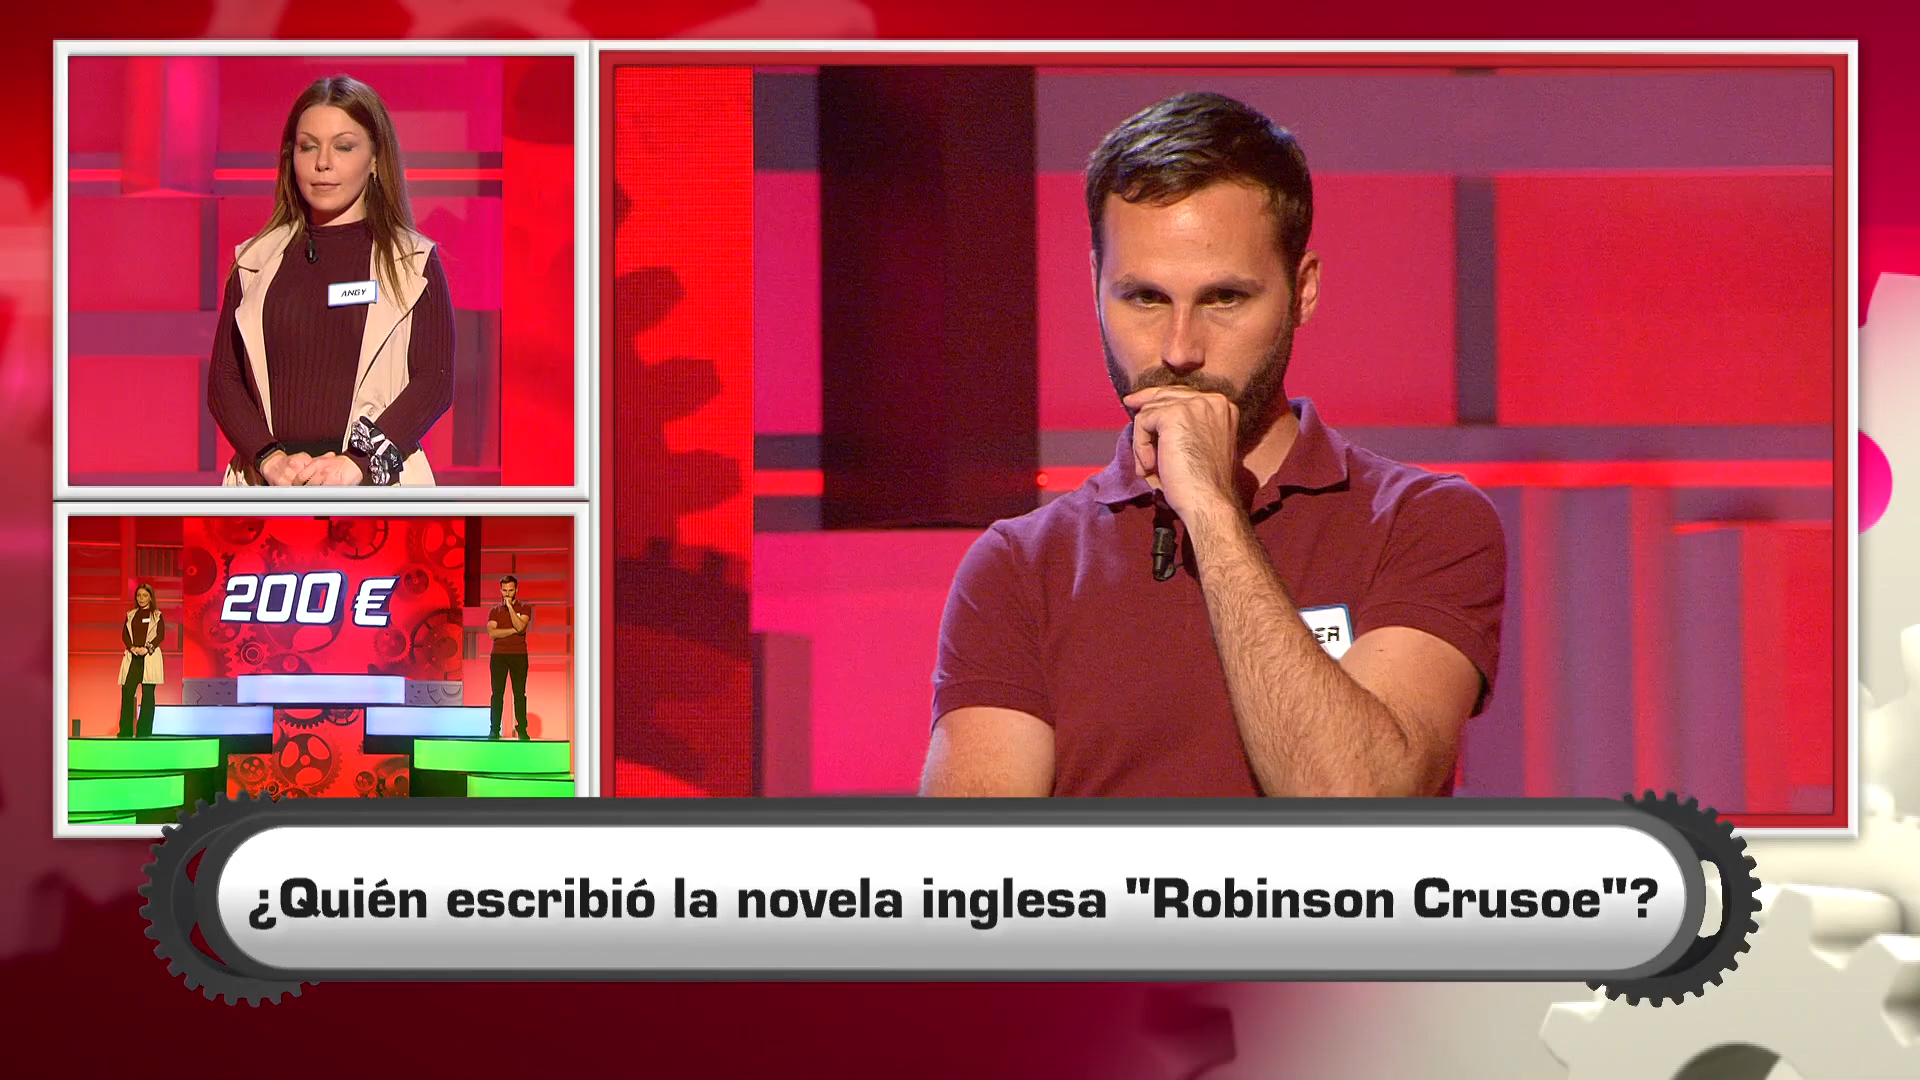 ANGY
200 €
¿Quién escribió la novela inglesa "Robinson Crusoe"?